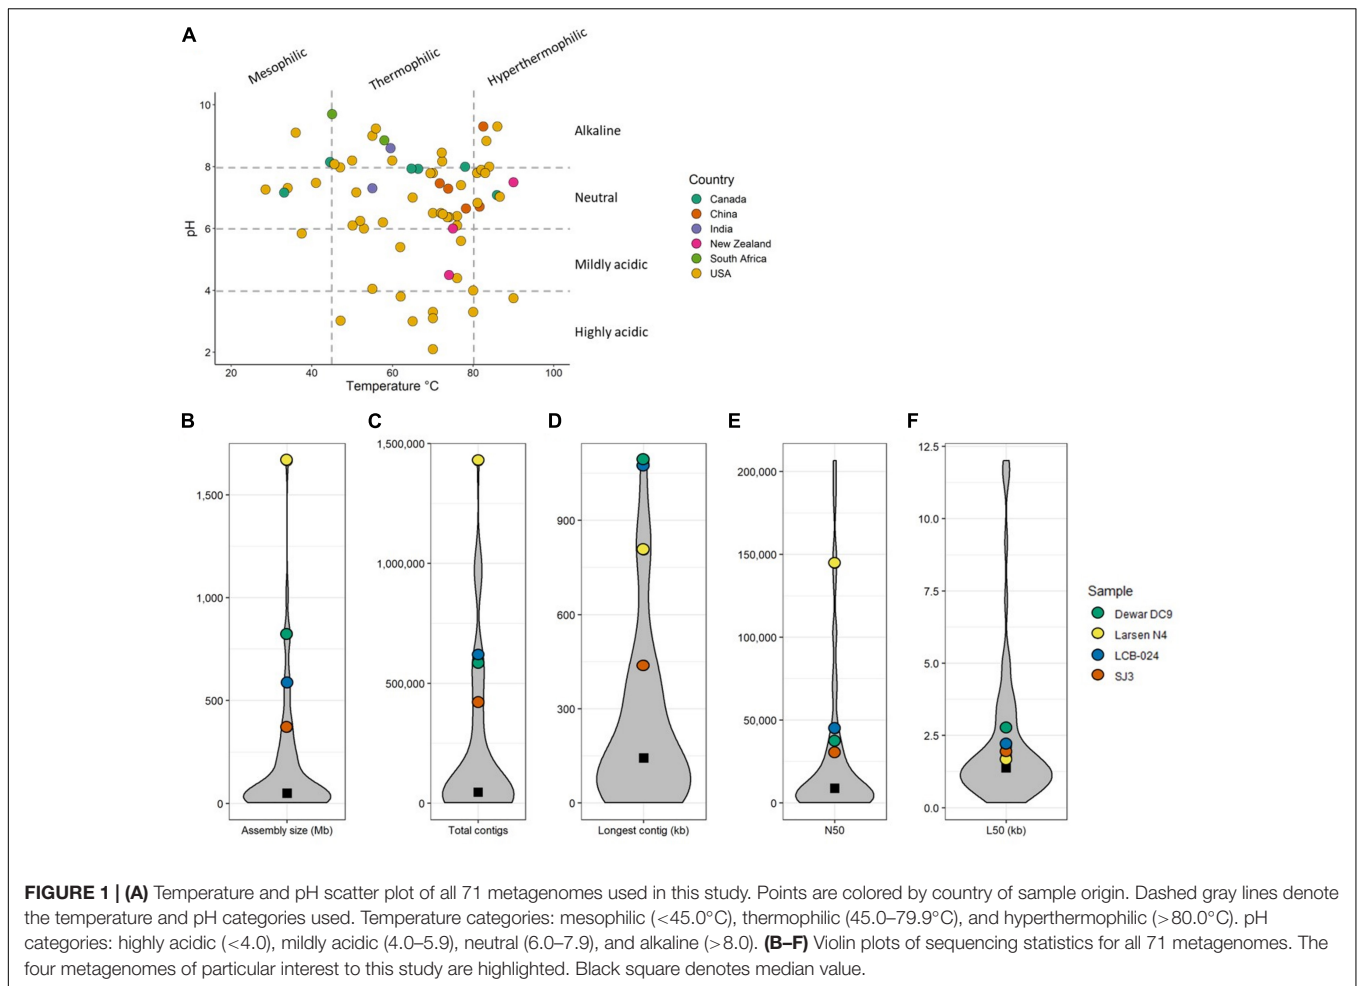 A
Mesophilic
Thermophilic
Hyperthermophilic
10
8
6
4
2
pH
Alkaline
Neutral
Mildly acidic
Highly acidic
20
40
60
80
100
Temperature °C
Country
Canada
China
India
New Zealand
South Africa
USA
B
1,500
1,000
500
0
Assembly size (Mb)
C
1,500,000
1,000,000
500,000
0
Total contigs
D
900
600
300
0
Longest contig (kb)
E
200,000
150,000
100,000
50,000
0
N50
F
12.5
10.0
7.5
5.0
2.5
0.0
L50 (kb)
Sample
Dewar DC9
Larsen N4
LCB-024
SJ3
FIGURE 1 | (A) Temperature and pH scatter plot of all 71 metagenomes used in this study. Points are colored by country of sample origin. Dashed gray lines denote
the temperature and pH categories used. Temperature categories: mesophilic (<45.0°C), thermophilic (45.0–79.9°C), and hyperthermophilic (>80.0°C). pH
categories: highly acidic (<4.0), mildly acidic (4.0–5.9), neutral (6.0–7.9), and alkaline (>8.0). (B–F) Violin plots of sequencing statistics for all 71 metagenomes. The
four metagenomes of particular interest to this study are highlighted. Black square denotes median value.